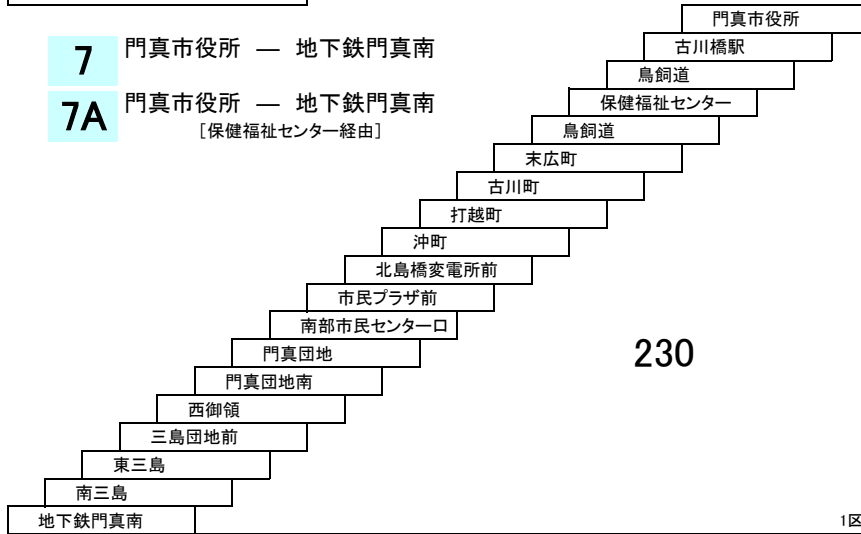 門真市役所
7 門真市役所 ― 地下鉄門真南
古川橋駅
鳥飼道
7A 門真市役所 ― 地下鉄門真南
保健福祉センター
[保健福祉センター経由]
鳥飼道
末広町
古川町
打越町
沖町
北島橋変電所前
市民プラザ前
南部市民センター口
門真団地
230
門真団地南
西御領
三島団地前
東三島
南三島
地下鉄門真南
1区